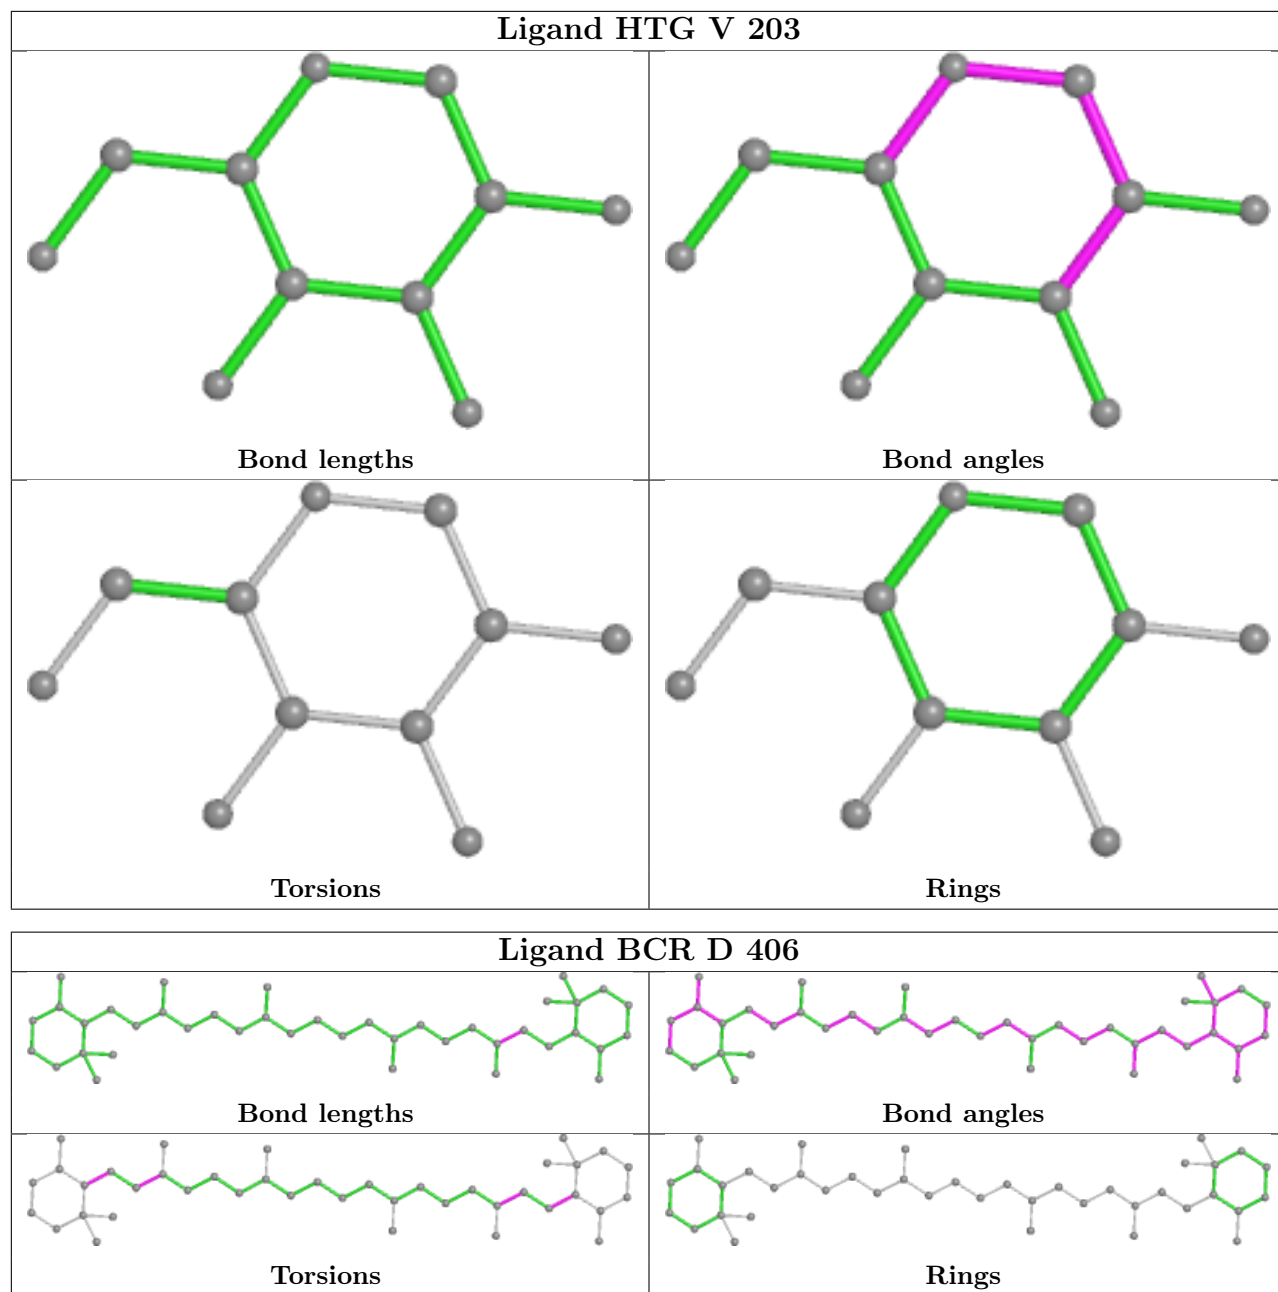 Ligand HTG V 203
Bond lengths
Bond angles
Torsions
Rings
Ligand BCR D 406
Bond lengths
Bond angles
Torsions
Rings